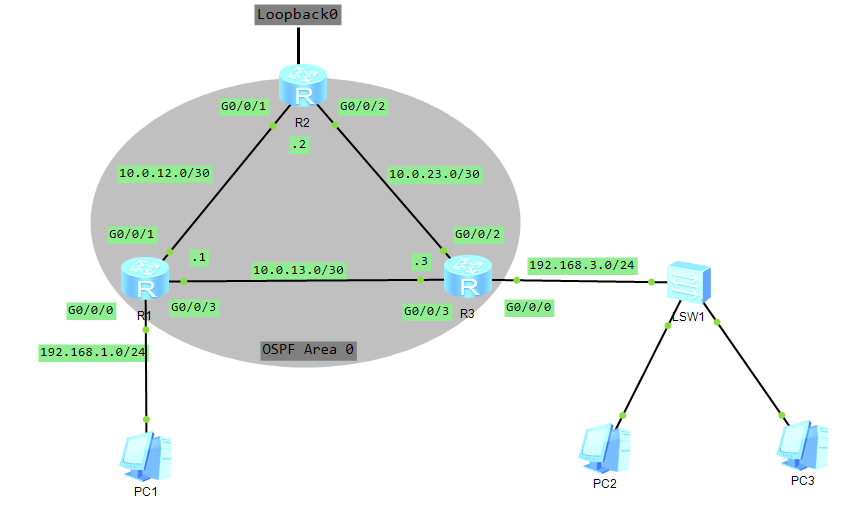 Loopback0
R
G0/0/1
G0/0/2
R2
.2
10.0.12.0/30
10.0.23.0/30
G0/0/1
G0/0/2
.1
.3
10.0.13.0/30
192.168.3.0/24
R
R
G0/0/0
R1
G0/0/3
G0/0/3
R3
G0/0/0
LSW1
192.168.1.0/24
OSPF Area 0
PC1
PC2
PC3